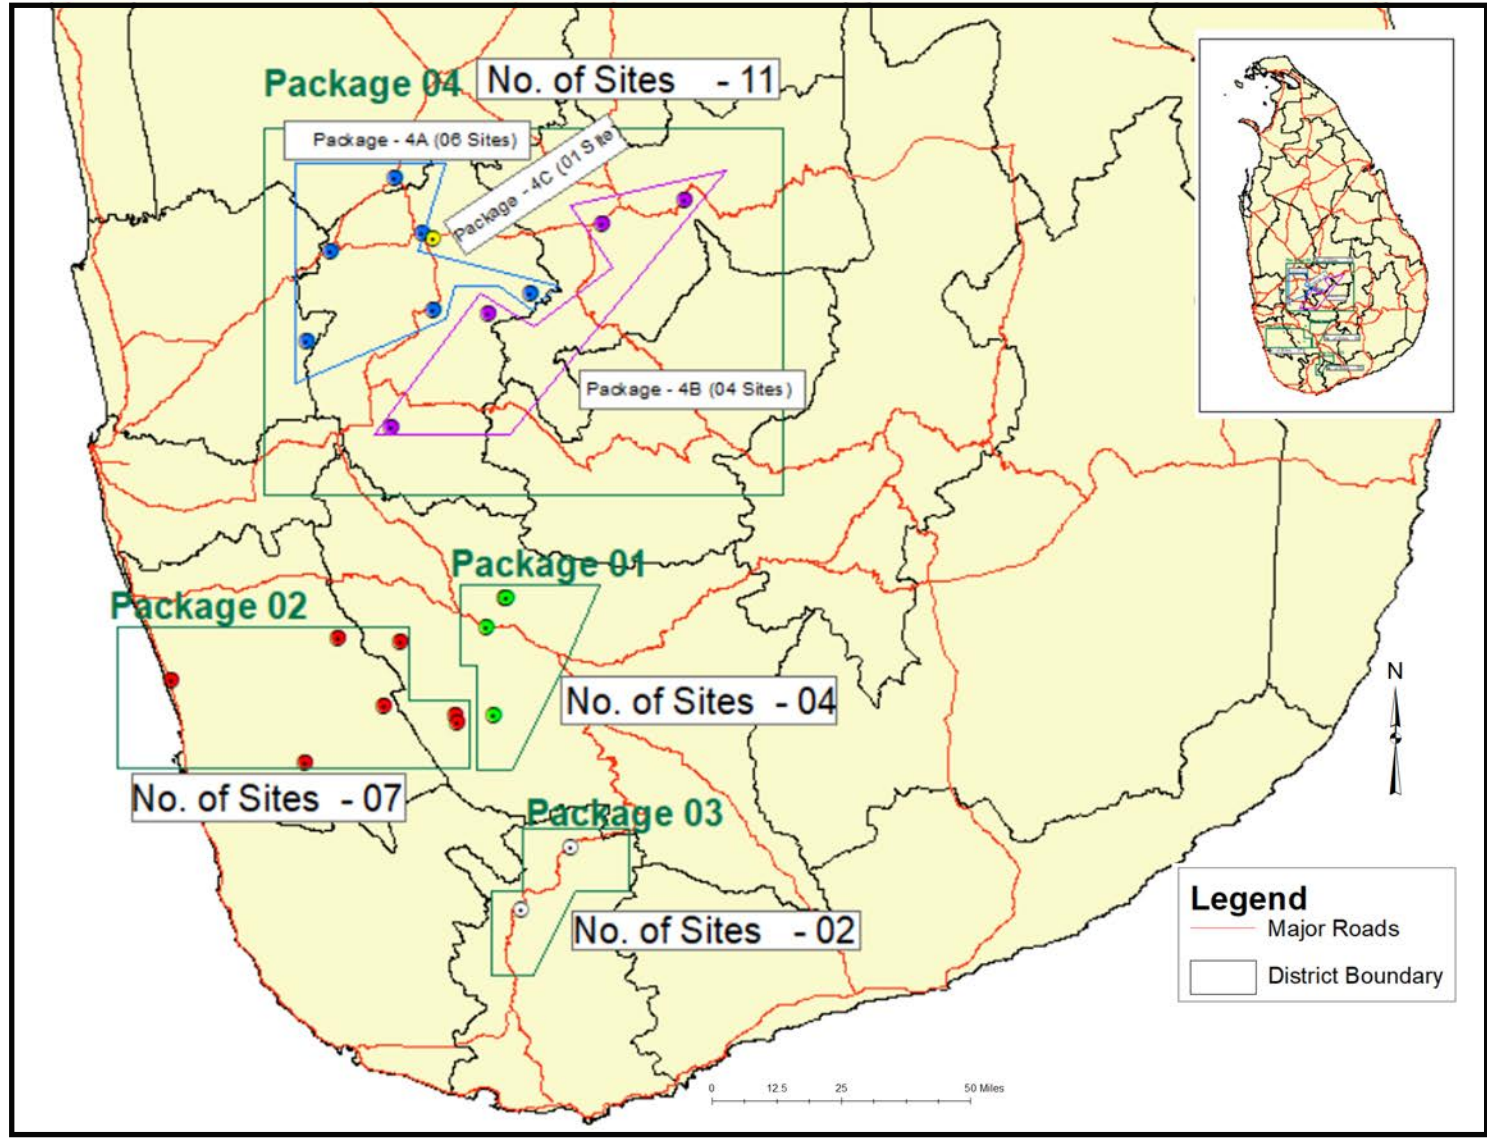 Package 04
No. of Sites - 11
Package - 4A (06 Sites)
Package - 4C (01 Site)
Package - 4B (04 Sites)
Package 01
Package 02
No. of Sites - 04
No. of Sites - 07
Package 03
No. of Sites - 02
N
Legend
Major Roads
District Boundary
0 12.5 25 50 Miles